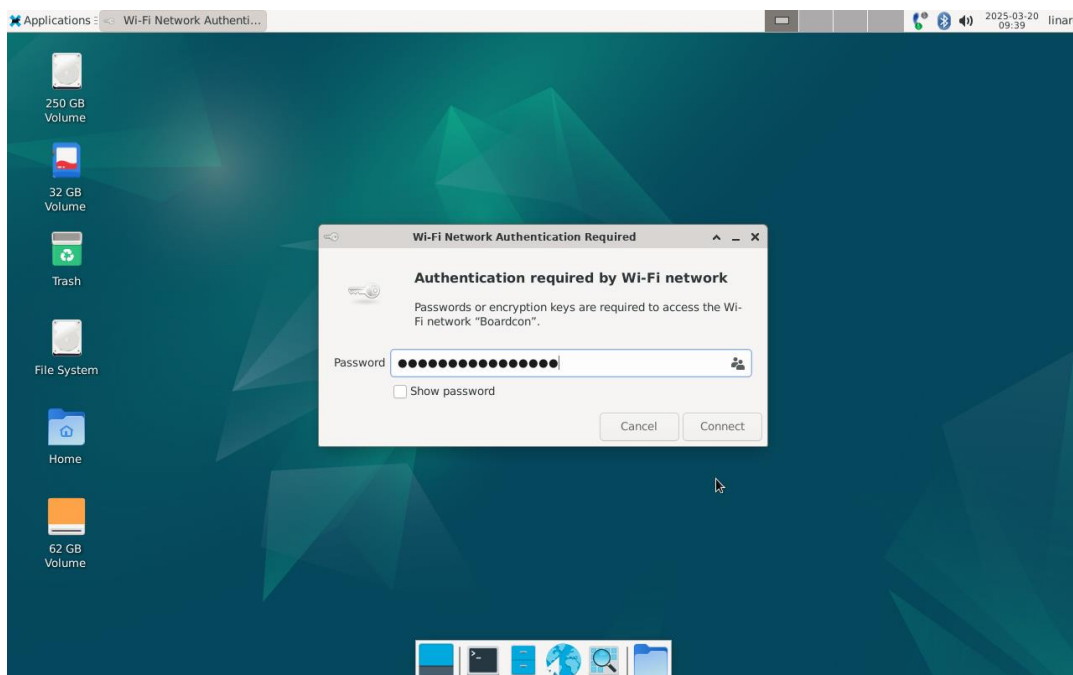 Applications
Wi-Fi Network Authenti...
2025-03-20
09:39
linar
250 GB
Volume
32 GB
Volume
Trash
File System
Home
62 GB
Volume
Wi-Fi Network Authentication Required
Authentication required by Wi-Fi network
Passwords or encryption keys are required to access the Wi-
Fi network “Boardcon”.
Password ●●●●●●●●●●●●●●●●
Show password
Cancel
Connect